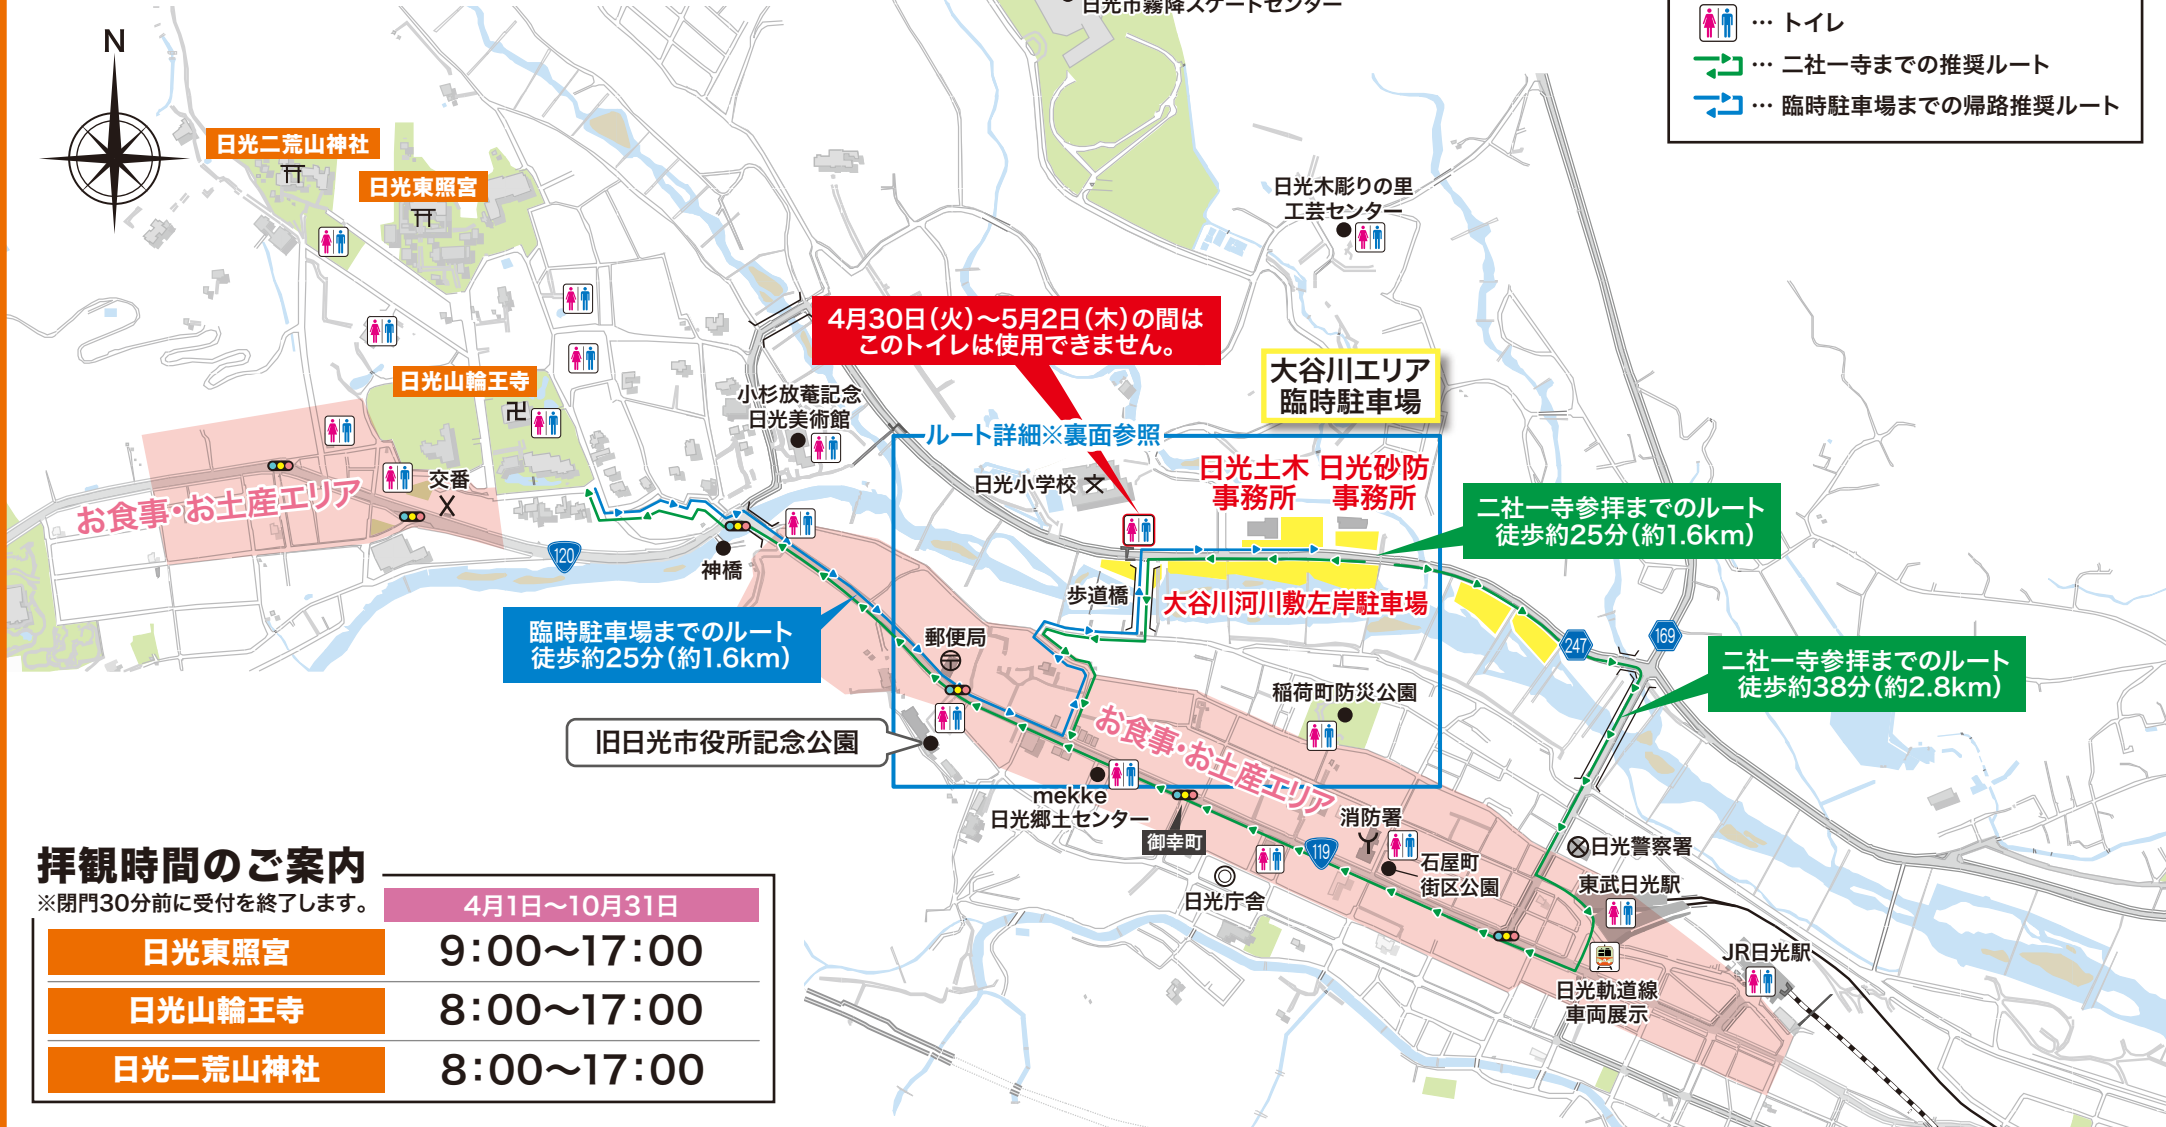 日光市霧降スケートセンター
… トイレ
… 二社一寺までの推奨ルート
… 臨時駐車場までの帰路推奨ルート
N
日光二荒山神社
日光東照宮
日光木彫りの里
工芸センター
4月30日(火)～5月2日(木)の間は
このトイレは使用できません。
大谷川エリア
臨時駐車場
日光山輪王寺
小杉放菴記念
日光美術館
ルート詳細※裏面参照
日光小学校
文
日光土木
事務所
日光砂防
事務所
交番
お食事・お土産エリア
二社一寺参拝までのルート
徒歩約25分(約1.6km)
120
神橋
歩道橋
大谷川河川敷左岸駐車場
臨時駐車場までのルート
徒歩約25分(約1.6km)
郵便局
247
169
二社一寺参拝までのルート
徒歩約38分(約2.8km)
稲荷町防災公園
旧日光市役所記念公園
お食事・お土産エリア
mekke
日光郷土センター
御幸町
消防署
119
石屋町
街区公園
日光警察署
日光庁舎
東武日光駅
JR日光駅
日光軌道線
車両展示
拝観時間のご案内
※閉門30分前に受付を終了します。
4月1日～10月31日
日光東照宮
9：00～17：00
日光山輪王寺
8：00～17：00
日光二荒山神社
8：00～17：00